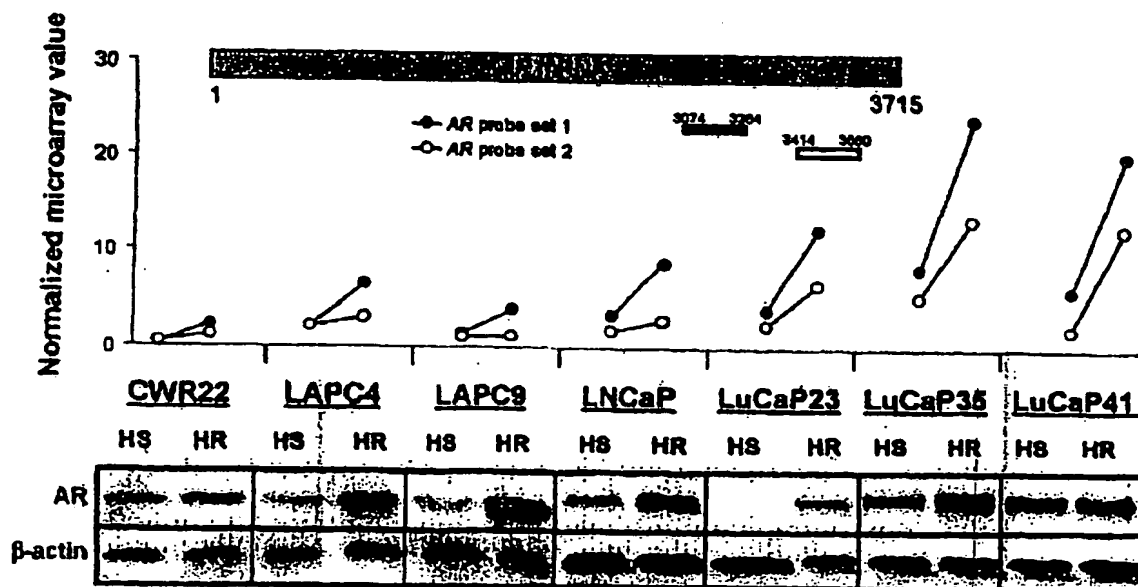 Normalized microarray value
30
20
10
0
1
3715
AR probe set 1
AR probe set 2
3074 3264
3414 3660
CWR22 LAPC4 LAPC9 LNCaP LuCaP23 LuCaP35 LuCaP41
HS HR HS HR HS HR HS HR HS HR HS HR HS HR
AR
β-actin